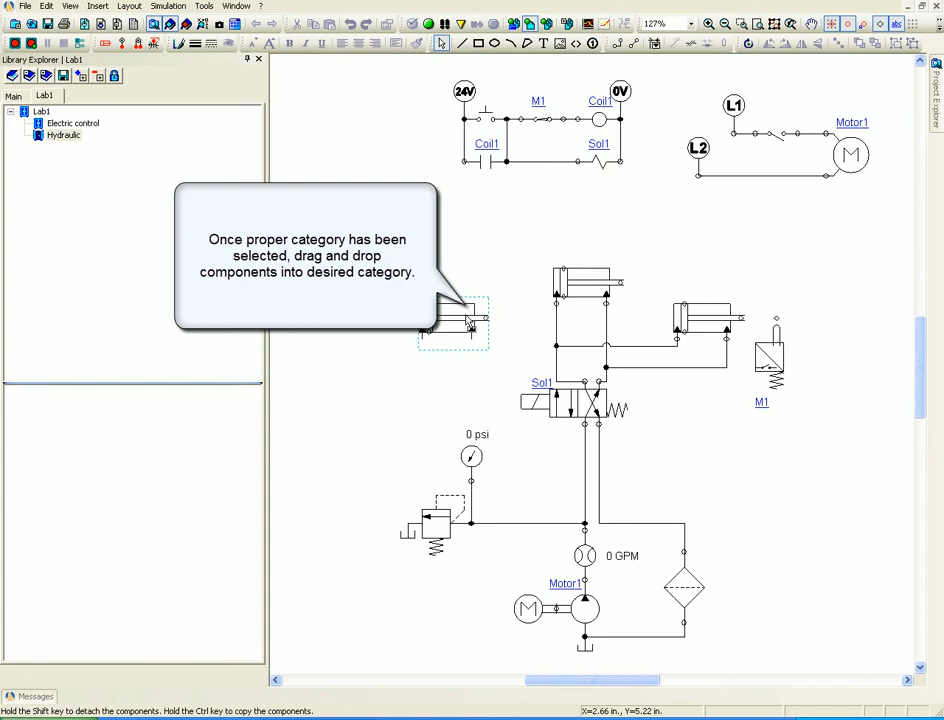 File Edit Menu Insert Layout Simulation Tools Window ?
127%
Library Explorer | Lab1
Main Lab1
Lab1
Electric control
Hydraulic
Project Explorer
24V
0V
M1
Coil1
Coil1
Sol1
L1
L2
Motor1
M
Once proper category has been
selected, drag and drop
components into desired category.
Sol1
M1
0 psi
0 GPM
Motor1
M
Messages
Hold the Shift key to detach the components. Hold the Ctrl key to copy the components.
X=2.66 in., Y=5.22 in.